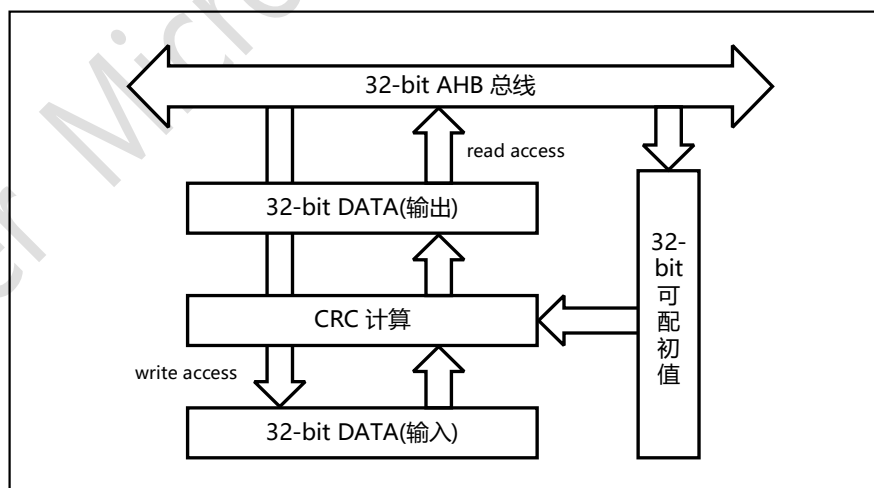 32-bit AHB 总线
read access
32-bit DATA(输出)
32-
bit
可
配
初
值
CRC 计算
write access
32-bit DATA(输入)